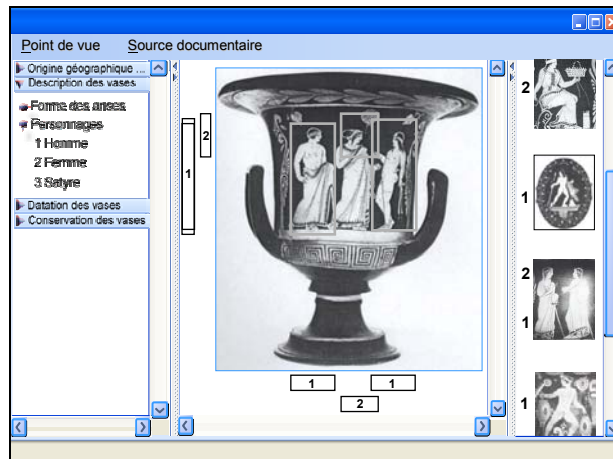 Point de vue Source documentaire
Origine géographique ...
Description des vases
Forme des anses
Personnages
1 Homme
2 Femme
3 Satyre
Datation des vases
Conservation des vases
2
1
1
1
2
2
1
2
1
1